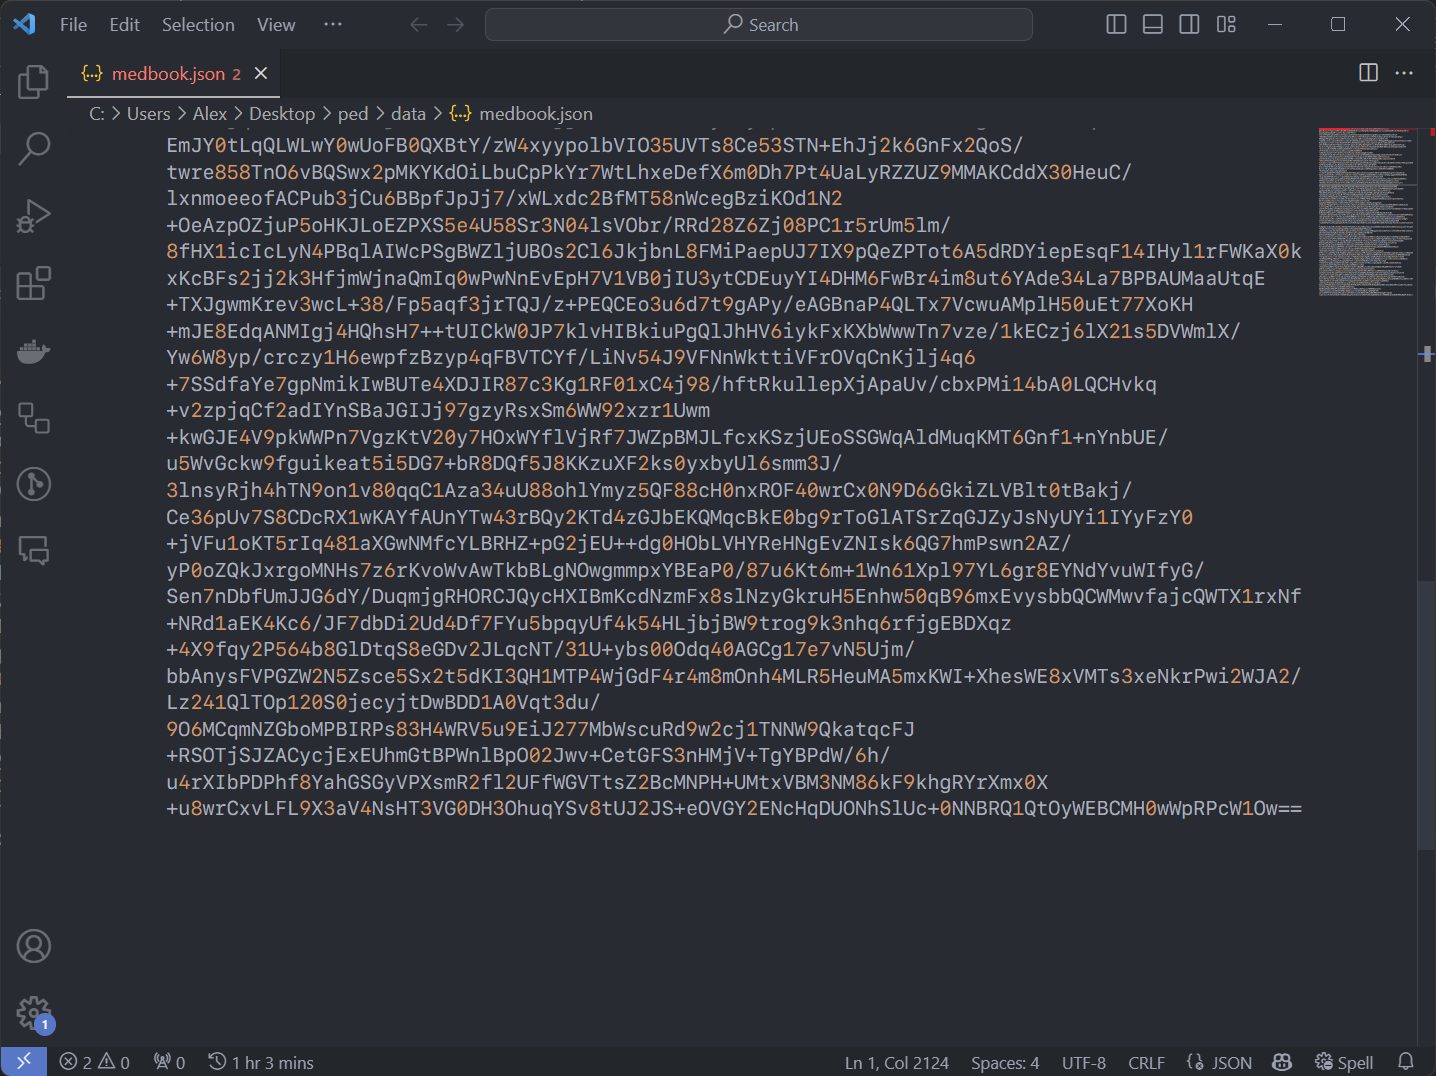 File Edit Selection View ··· Search
medbook.json 2
C: > Users > Alex > Desktop > ped > data > {··} medbook.json
EmJY0tLqQLWLwY0wUoFB0QXBtY/zW4xyypolbVIO35UVTs8Ce53STN+EhJj2k6GnFx2QoS/
twre858TnO6vBQSwx2pMKYKdOiLbuCpPkYr7WtLhxeDefX6m0Dh7Pt4UaLyRZZUZ9MMAKCddX30HeuC/
lxnmoeeofACPub3jCu6BBpfJpJj7/xWLxdc2BfMT58nWcegBziKOd1N2
+OeAzpOZjuP5oHKJLoEZPXS5e4U58Sr3N04lsVObr/RRd28Z6Zj08PC1r5rUm5lm/
8fHX1icIcLyN4PBqlAIWcPSgBWZljUBOs2Cl6JkjbnL8FMiPaepUJ7IX9pQeZPTot6A5dRDYiepEsqF14IHyl1rFWKaX0k
xKcBFs2jj2k3HfjmWjnaQmIq0wPwNnEvEpH7V1VB0jIU3ytCDEuyYI4DHM6FwBr4im8ut6YAde34La7BPBAUMaaUtqE
+TXJgwmKrev3wcL+38/Fp5aqf3jrTQJ/z+PEQCEo3u6d7t9gAPy/eAGBnaP4QLTx7VcwuAMplH50uEt77XoKH
+mJE8EdqANMIgj4HQhsH7++tUICkW0JP7klvHIBkiuPgQlJhHV6iykFxKXbWwwTn7vze/1kECzj6lX21s5DVWmlX/
Yw6W8yp/crczy1H6ewpfzBzyp4qFBVTCYf/LiNv54J9VFNnWkttiVFrOVqCnKjlj4q6
+7SSdfaYe7gpNmikIwBUTe4XDJIR87c3Kg1RF01xC4j98/hftRkullepXjApaUv/cbxPMi14bA0LQCHvkq
+v2zpjqCf2adIYnSBaJGIJj97gzyRsxSm6WW92xzr1Uwm
+kwGJE4V9pkWWPn7VgzKtV20y7HOxWYflVjRf7JWZpBMJLfcxKSzjUEoSSGWqAldMuqKMT6Gnf1+nYnbUE/
u5WvGckw9fguikeat5i5DG7+bR8DQf5J8KKzuXF2ks0yxbyUl6smm3J/
3lnsyRjh4hTN9on1v80qqC1Aza34uU88ohlYmyz5QF88cH0nxROF40wrCx0N9D66GkiZLVBlt0tBakj/
Ce36pUv7S8CDcRX1wKAYfAUnYTw43rBQy2KTd4zGJbEKQMqcBkE0bg9rToGlATSrZqGJZyJsNyUYi1IYyFzY0
+jVFu1oKT5rIq481aXGwNMfcYLBRHZ+pG2jEU++dg0HObLVHYReHNgEvZNIsk6QG7hmPswn2AZ/
yP0oZQkJxrgoMNHs7z6rKvoWvAwTkbBLgNOwgmmpxYBEaP0/87u6Kt6m+1Wn61Xpl97YL6gr8EYNdYvuWIfyG/
Sen7nDbfUmJJG6dY/DuqmjgRHORCJQycHXIBmKcdNzmFx8slNzyGkruH5Enhw50qB96mxEvysbbQCWMwvfajcQWTX1rxNf
+NRd1aEK4Kc6/JF7dbDi2Ud4Df7FYu5bpqyUf4k54HLjbjBW9trog9k3nhq6rfjgEBDXqz
+4X9fqy2P564b8GlDtqS8eGDv2JLqcNT/31U+ybs00Odq40AGCg17e7vN5Ujm/
bbAnysFVPGZW2N5Zsce5Sx2t5dKI3QH1MTP4WjGdF4r4m8mOnh4MLR5HeuMA5mxKWI+XhesWE8xVMTs3xeNkrPwi2WJA2/
Lz241QlTOp120S0jecyjtDwBDD1A0Vqt3du/
9O6MCqmNZGboMPBIRPs83H4WRV5u9EiJ277MbWscuRd9w2cj1TNNW9QkatqcFJ
+RSOTjSJZACycjExEUhmGtBPWnlBpO02Jwv+CetGFS3nHMjV+TgYBPdW/6h/
u4rXIbPDPhf8YahGSGyVPXsmR2fl2UFfWGVTtsZ2BcMNPH+UMtxVBM3NM86kF9khgRYrXmx0X
+u8wrCxvLFL9X3aV4NsHT3VG0DH3OhuqYSv8tUJ2JS+eOVGY2ENcHqDUONhSlUc+0NNBRQ1QtOyWEBCMH0wWpRPcW1Ow==
1
2 0 0 1 hr 3 mins Ln 1, Col 2124 Spaces: 4 UTF-8 CRLF JSON Spell